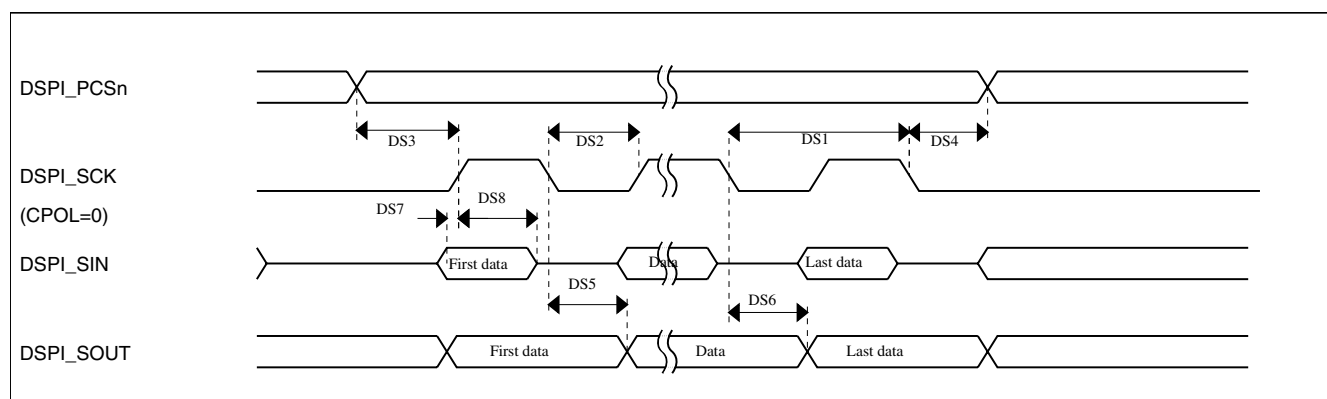 DSPI_PCSn
DS3
DS2
DS1
DS4
DSPI_SCK
(CPOL=0)
DS7
DS8
DSPI_SIN
First data
Data
Last data
DS5
DS6
DSPI_SOUT
First data
Data
Last data